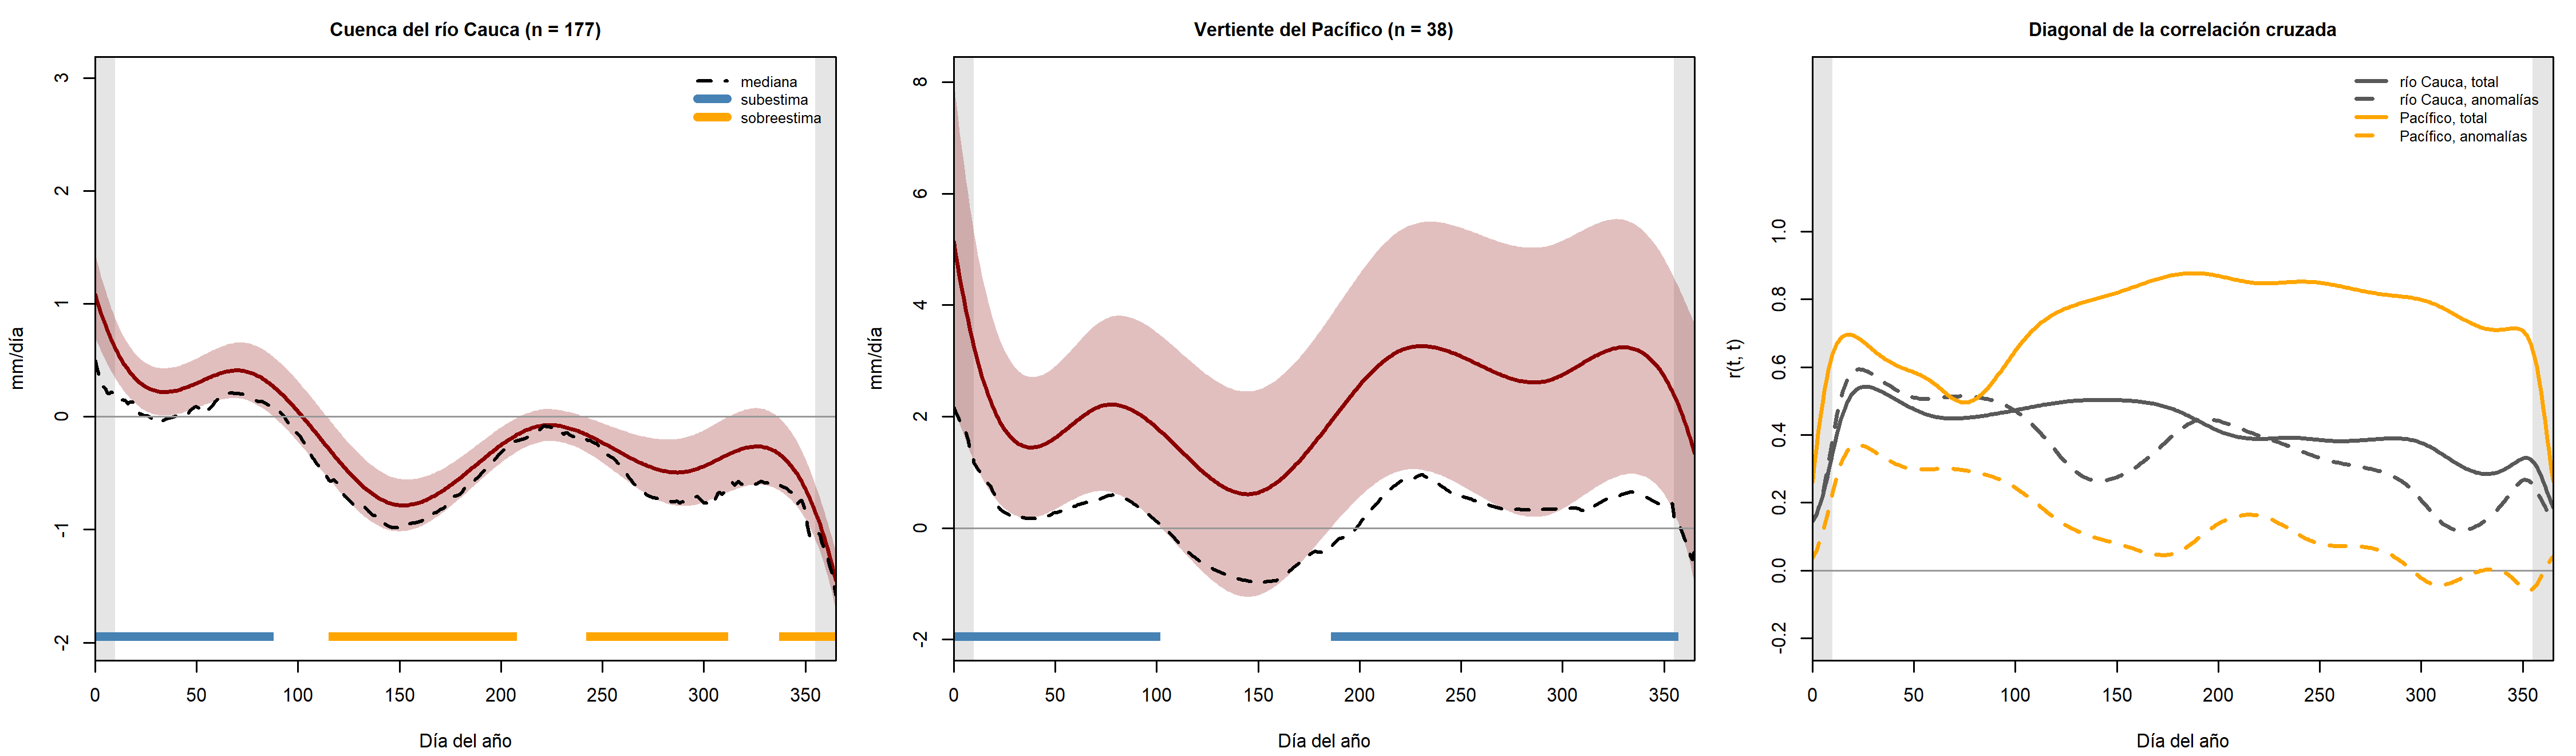 Cuenca del río Cauca (n = 177)
mm/día
3
2
1
0
-1
-2
mediana
subestima
sobreestima
0 50 100 150 200 250 300 350
Día del año
Vertiente del Pacífico (n = 38)
mm/día
8
6
4
2
0
-2
0 50 100 150 200 250 300 350
Día del año
Diagonal de la correlación cruzada
r(t, t)
1.0
0.8
0.6
0.4
0.2
0.0
-0.2
río Cauca, total
río Cauca, anomalías
Pacífico, total
Pacífico, anomalías
0 50 100 150 200 250 300 350
Día del año